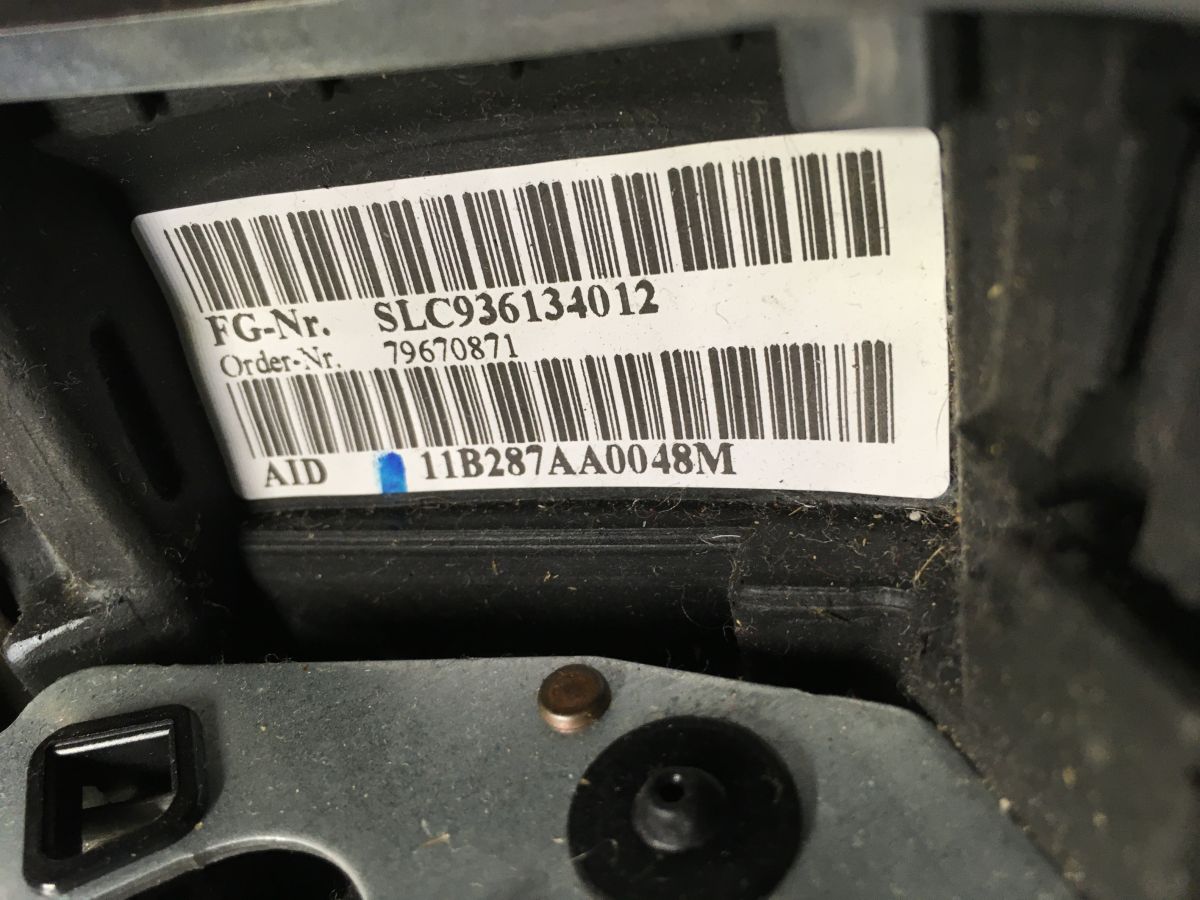 FG-Nr. SLC936134012
Order-Nr. 79670871
AID 11B287AA0048M